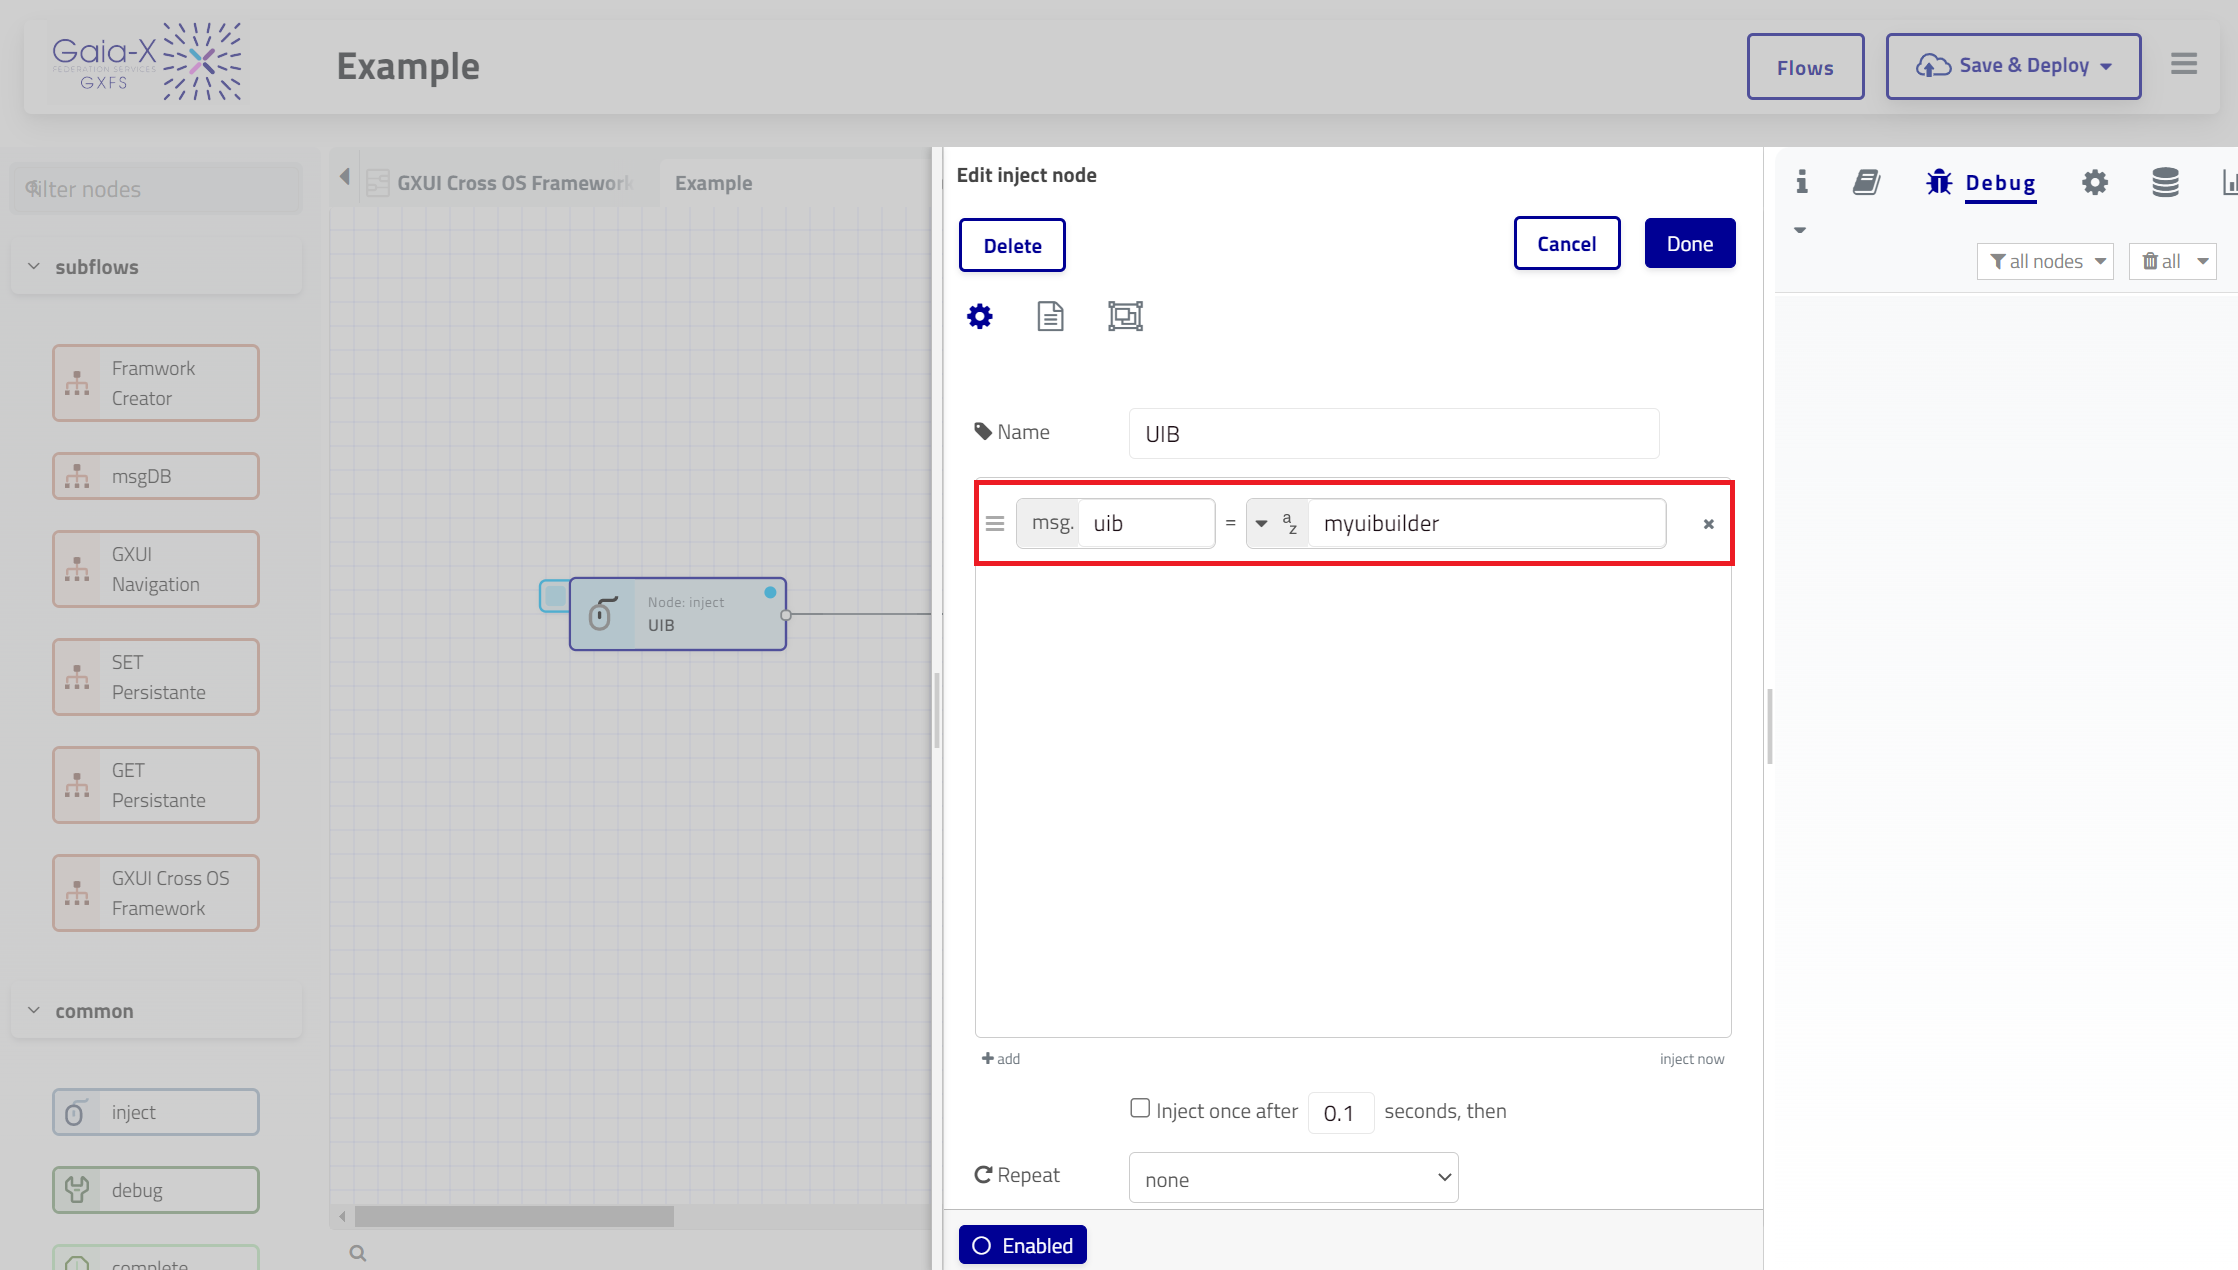 Gaia-X
FEDERATION SERVICES
GXFS
Example
Flows
Save & Deploy
filter nodes
subflows
Framwork
Creator
msgDB
GXUI
Navigation
SET
Persistante
GET
Persistante
GXUI Cross OS
Framework
common
inject
debug
complete
GXUI Cross OS Framework
Example
Node: inject
UIB
Edit inject node
Delete
Cancel
Done
Name
UIB
msg. uib = az myuibuilder
add
inject now
Inject once after 0.1 seconds, then
Repeat
none
Enabled
Debug
all nodes
all